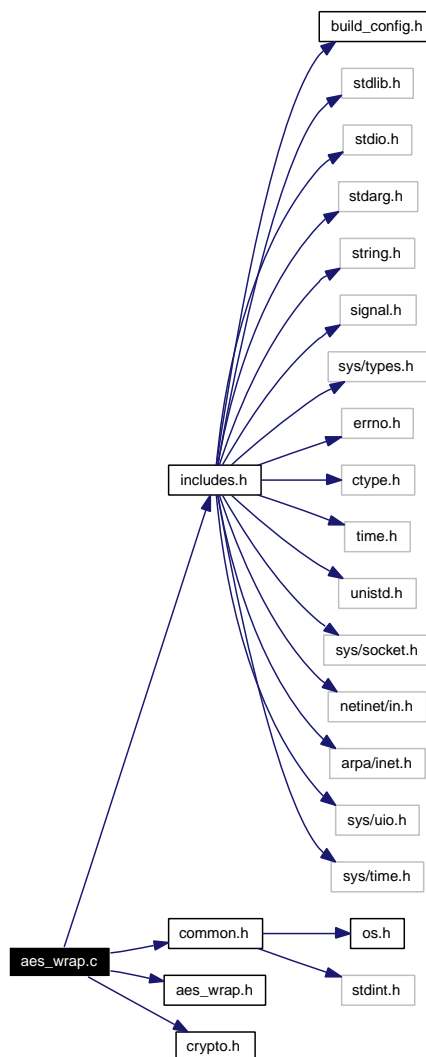 build_config.h
stdlib.h
stdio.h
stdarg.h
string.h
signal.h
sys/types.h
errno.h
includes.h
ctype.h
time.h
unistd.h
sys/socket.h
netinet/in.h
arpa/inet.h
sys/uio.h
sys/time.h
common.h
os.h
aes_wrap.c
aes_wrap.h
stdint.h
crypto.h